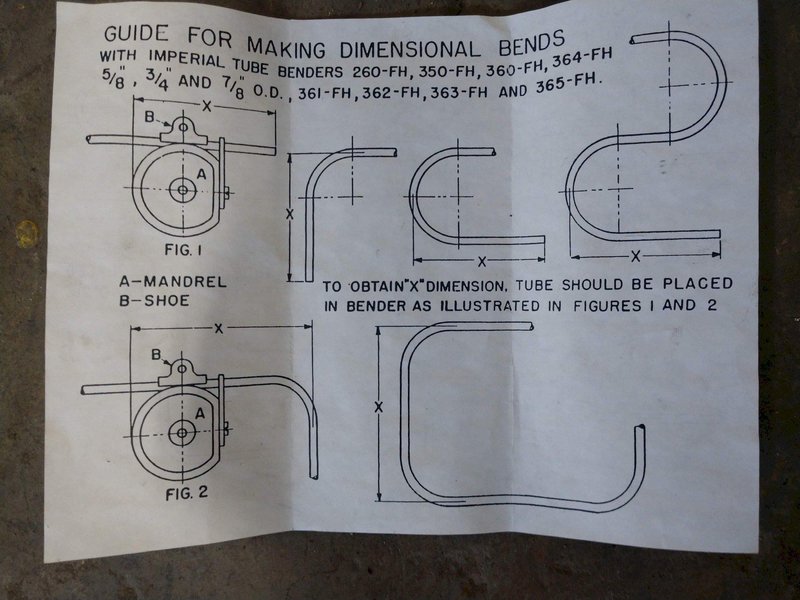 GUIDE FOR MAKING DIMENSIONAL BENDS
WITH IMPERIAL TUBE BENDERS 260-FH, 350-FH, 360-FH, 364-FH
5/8", 3/4" AND 7/8" O.D., 361-FH, 362-FH, 363-FH AND 365-FH.
X
B
A
FIG. 1
X
X
X
A-MANDREL
B-SHOE
TO OBTAIN "X" DIMENSION, TUBE SHOULD BE PLACED
IN BENDER AS ILLUSTRATED IN FIGURES 1 AND 2
X
B
A
FIG. 2
X